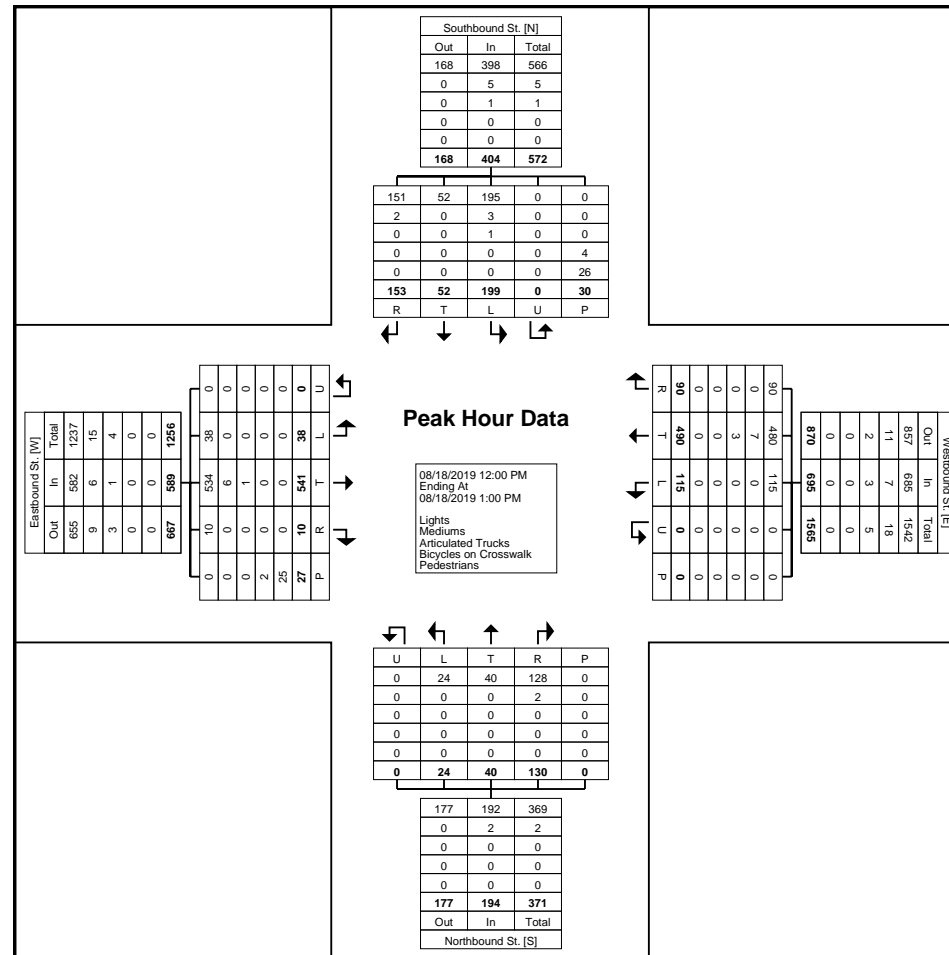 Southbound St. [N]
Out In Total
168 398 566
0 5 5
0 1 1
0 0 0
0 0 0
168 404 572
151 52 195 0 0
2 0 3 0 0
0 0 1 0 0
0 0 0 0 4
0 0 0 0 26
153 52 199 0 30
R T L U P
Eastbound St. [W]
Total In Out
1237 582 655
15 6 9
4 1 3
0 0 0
0 0 0
1256 589 667
0 38 534 10 0
0 0 6 0 0
0 0 1 0 0
0 0 0 0 2
0 0 0 0 25
0 38 541 10 27
U L T R P
Peak Hour Data
08/18/2019 12:00 PM
Ending At
08/18/2019 1:00 PM
Lights
Mediums
Articulated Trucks
Bicycles on Crosswalk
Pedestrians
R T L U P
90 490 115 0 0
0 0 0 0 0
0 0 0 0 0
0 3 0 0 0
0 7 0 0 0
90 480 115 0 0
Westbound St. [E]
Out In Total
857 685 1542
11 7 18
2 3 5
0 0 0
0 0 0
870 695 1565
U L T R P
0 24 40 128 0
0 0 0 2 0
0 0 0 0 0
0 0 0 0 0
0 0 0 0 0
0 24 40 130 0
177 192 369
0 2 2
0 0 0
0 0 0
0 0 0
177 194 371
Out In Total
Northbound St. [S]